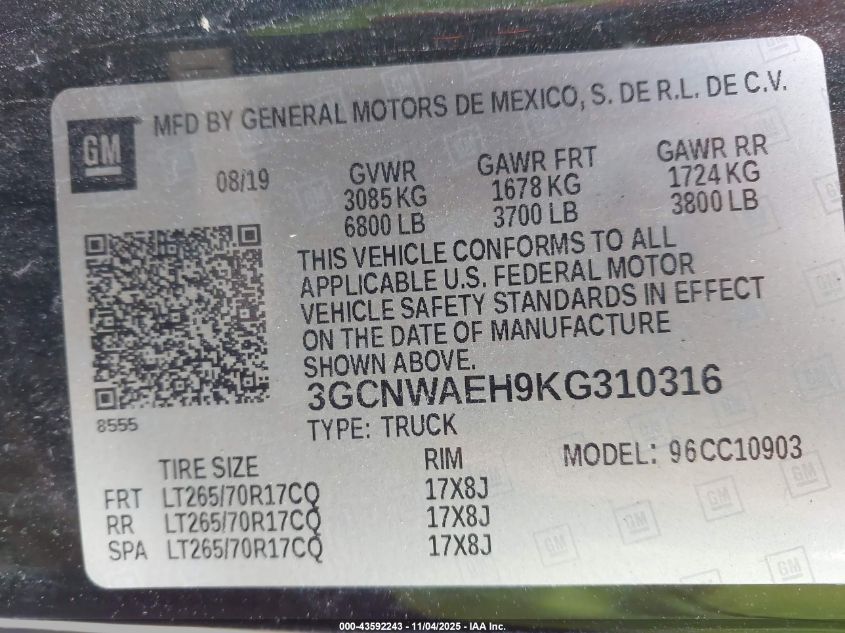 MFD BY GENERAL MOTORS DE MEXICO, S. DE R.L. DE C.V.
GM
08/19
GVWR GAWR FRT GAWR RR
3085 KG 1678 KG 1724 KG
6800 LB 3700 LB 3800 LB
THIS VEHICLE CONFORMS TO ALL
APPLICABLE U.S. FEDERAL MOTOR
VEHICLE SAFETY STANDARDS IN EFFECT
ON THE DATE OF MANUFACTURE
SHOWN ABOVE.
3GCNWAEH9KG310316
8555
TYPE: TRUCK
MODEL: 96CC10903
TIRE SIZE RIM
FRT LT265/70R17CQ 17X8J
RR LT265/70R17CQ 17X8J
SPA LT265/70R17CQ 17X8J
GM
GM
GM
GM
000-43592243 - 11/04/2025 - IAA Inc.